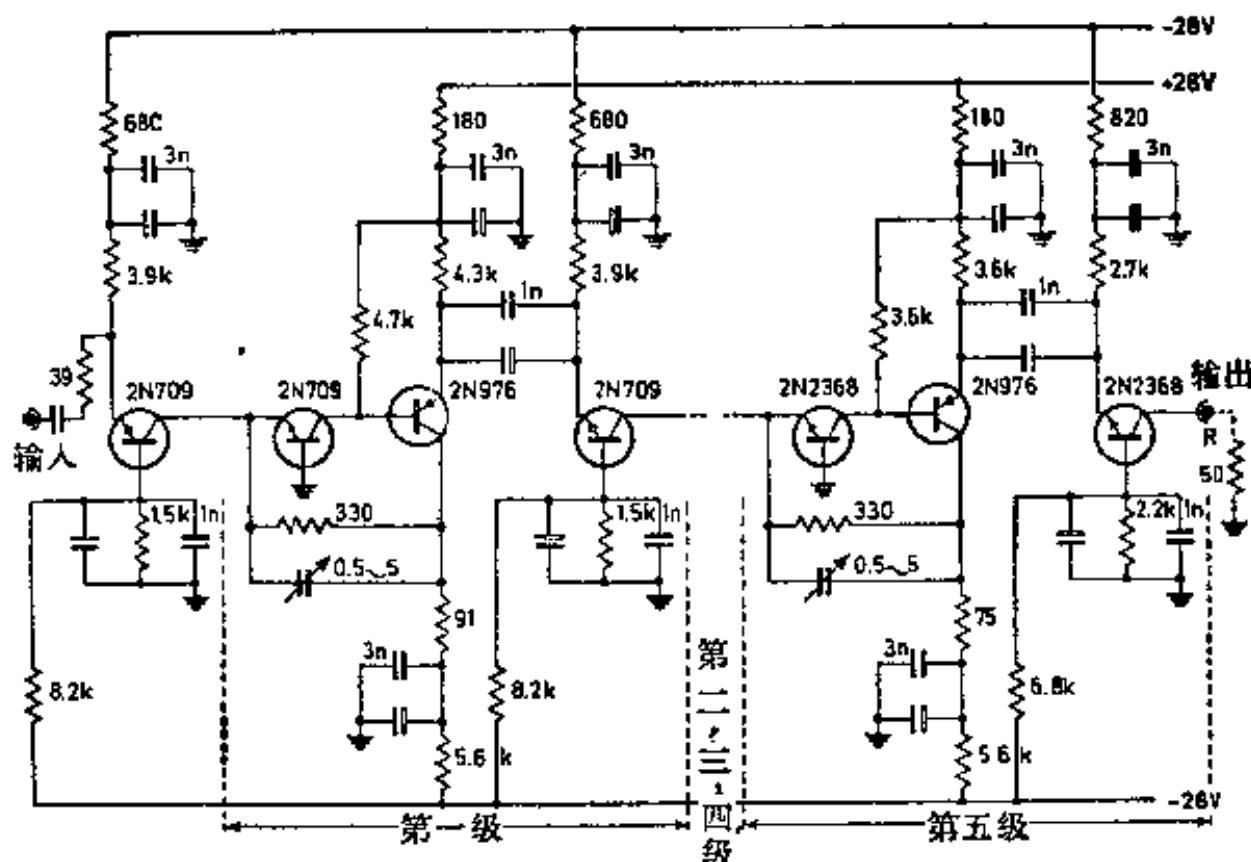 -28V
+28V
68C
180
680
180
820
3n
3n
3n
3n
3n
3.9k
4.3k
3.9k
3.6k
2.7k
1n
1n
4.7k
3.6k
39
2N709
2N709
2N976
2N709
2N2368
2N976
2N2368
输出
输入
R
50
1.5k
1n
330
1.5k
1n
330
2.2k
1n
0.5~5
0.5~5
91
75
3n
3n
8.2k
8.2k
6.8k
5.6k
5.6k
-28V
第一级
第二,三,四级
第五级